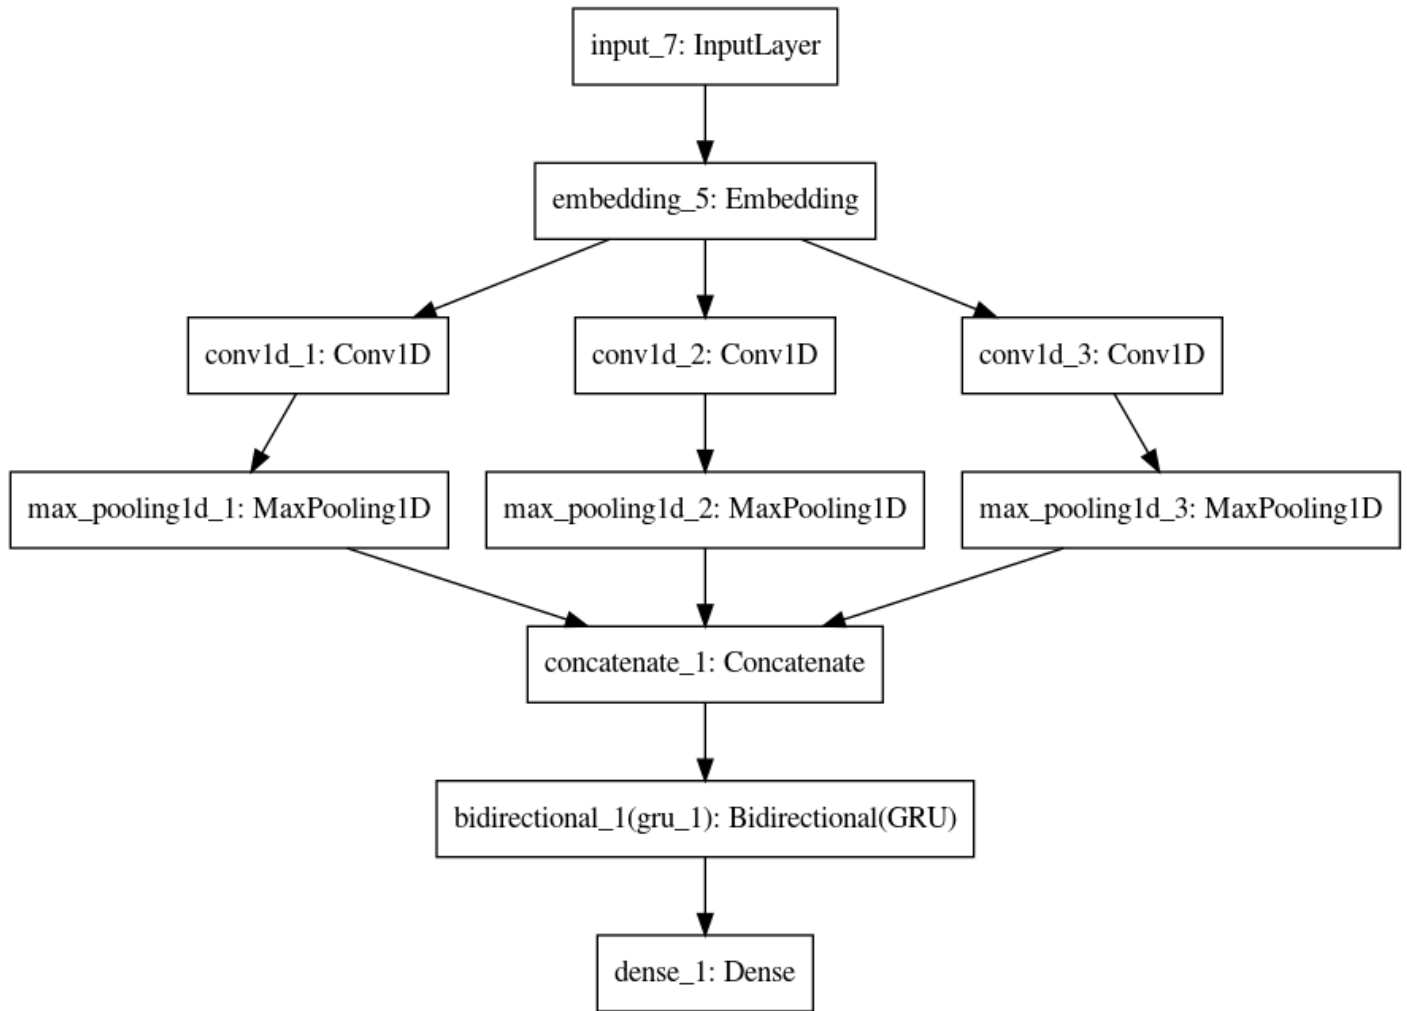 input_7: InputLayer
embedding_5: Embedding
conv1d_1: Conv1D
conv1d_2: Conv1D
conv1d_3: Conv1D
max_pooling1d_1: MaxPooling1D
max_pooling1d_2: MaxPooling1D
max_pooling1d_3: MaxPooling1D
concatenate_1: Concatenate
bidirectional_1(gru_1): Bidirectional(GRU)
dense_1: Dense